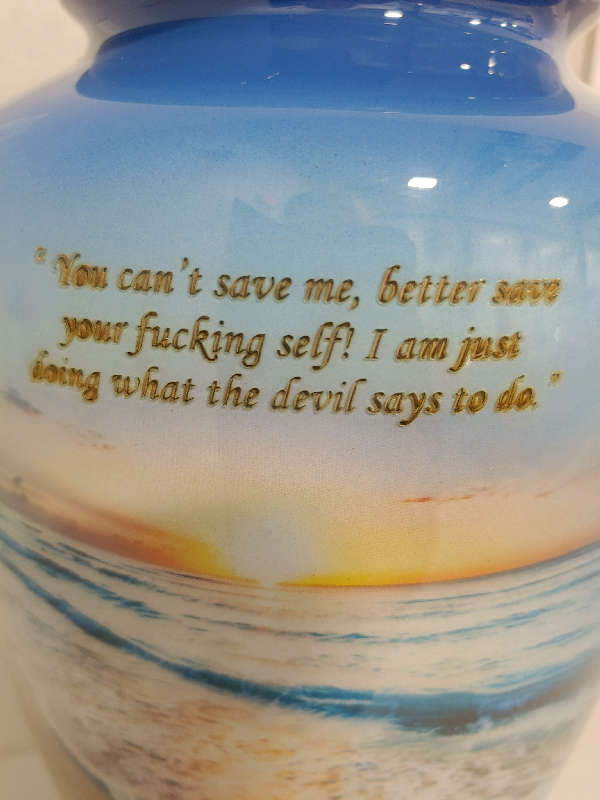 "You can't save me, better save
your fucking self! I am just
doing what the devil says to do."